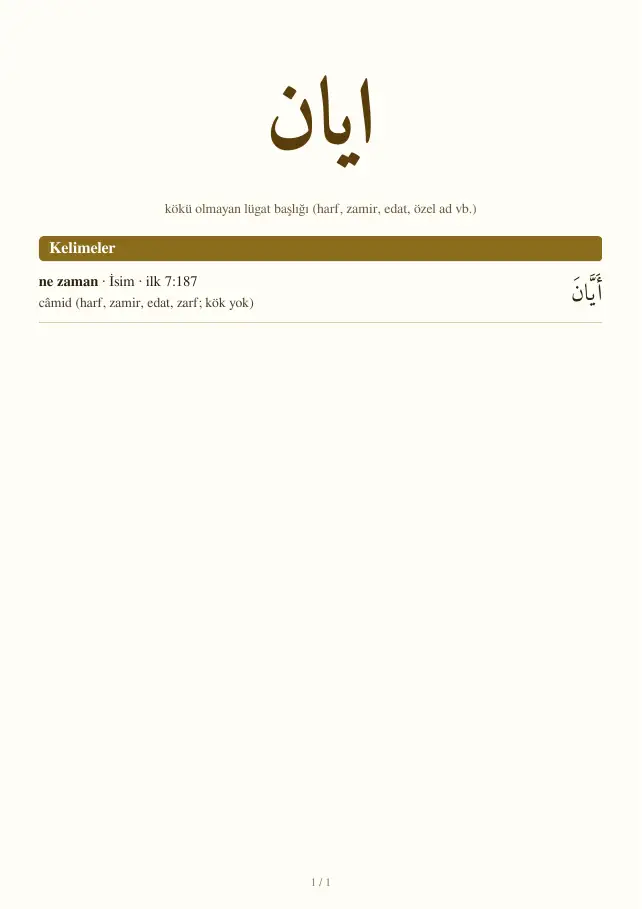 ايان
kökü olmayan lügat başlığı (harf, zamir, edat, özel ad vb.)
Kelimeler
ne zaman · İsim · ilk 7:187
أَيَّانَ
câmid (harf, zamir, edat, zarf; kök yok)
1 / 1